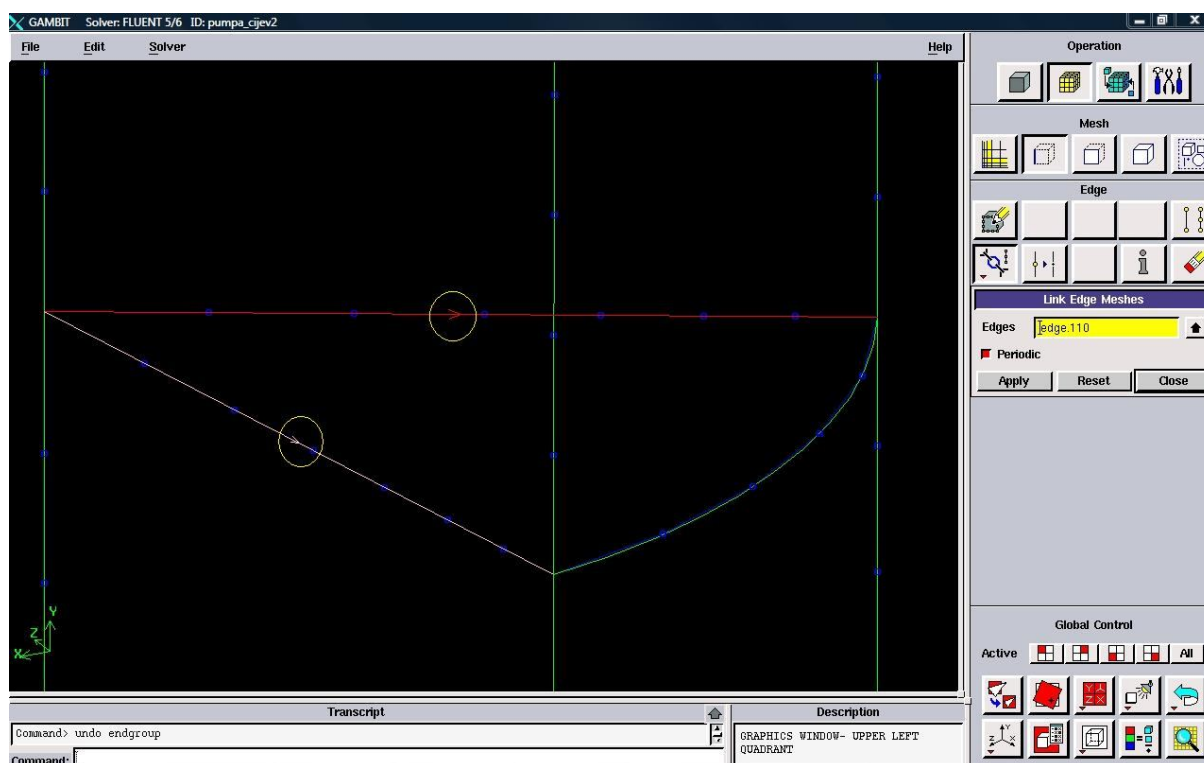 GAMBIT Solver: FLUENT 5/6 ID: pumpa_cijev2
File Edit Solver Help
Operation
Mesh
Edge
Link Edge Meshes
Edges edge.110
Periodic
Apply Reset Close
Y
Z
X
Global Control
Active All
Transcript
Command> undo endgroup
Command:
Description
GRAPHICS WINDOW- UPPER LEFT
QUADRANT